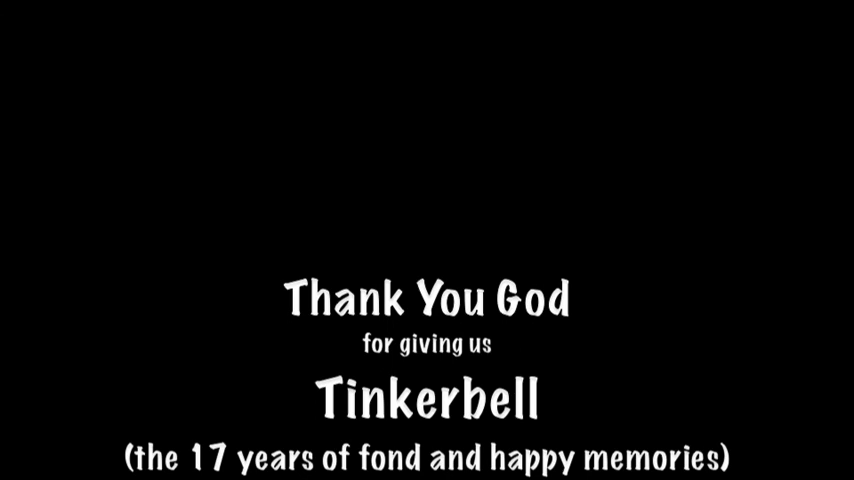 Thank You God
for giving us
Tinkerbell
(the 17 years of fond and happy memories)